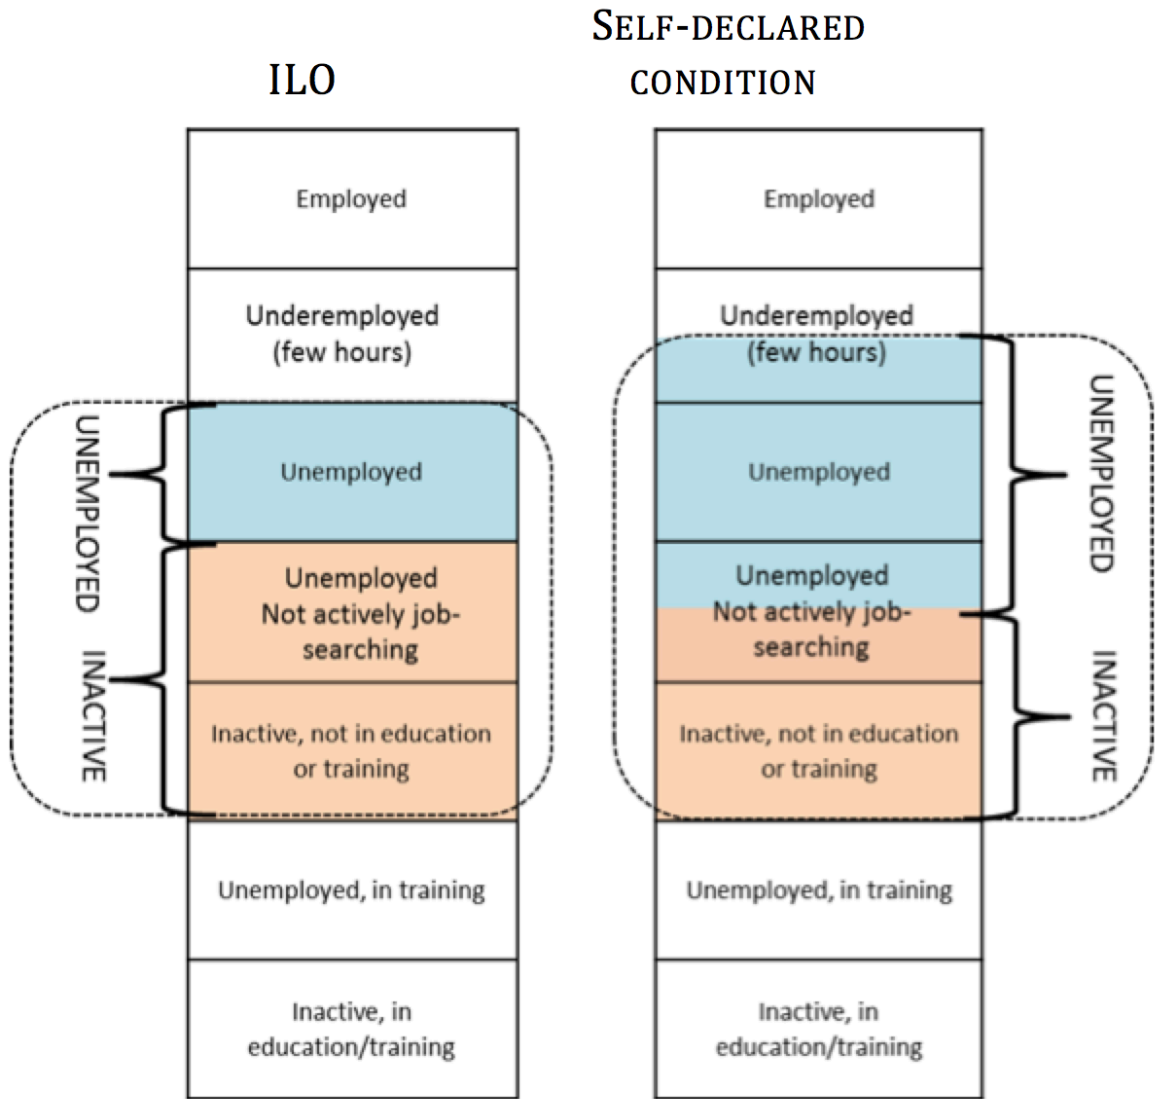 ILO
SELF-DECLARED
CONDITION
Employed
Underemployed
(few hours)
Unemployed
Unemployed
Not actively job-
searching
Inactive, not in education
or training
Unemployed, in training
Inactive, in
education/training
UNEMPLOYED
INACTIVE
Employed
Underemployed
(few hours)
Unemployed
Unemployed
Not actively job-
searching
Inactive, not in education
or training
Unemployed, in training
Inactive, in
education/training
UNEMPLOYED
INACTIVE